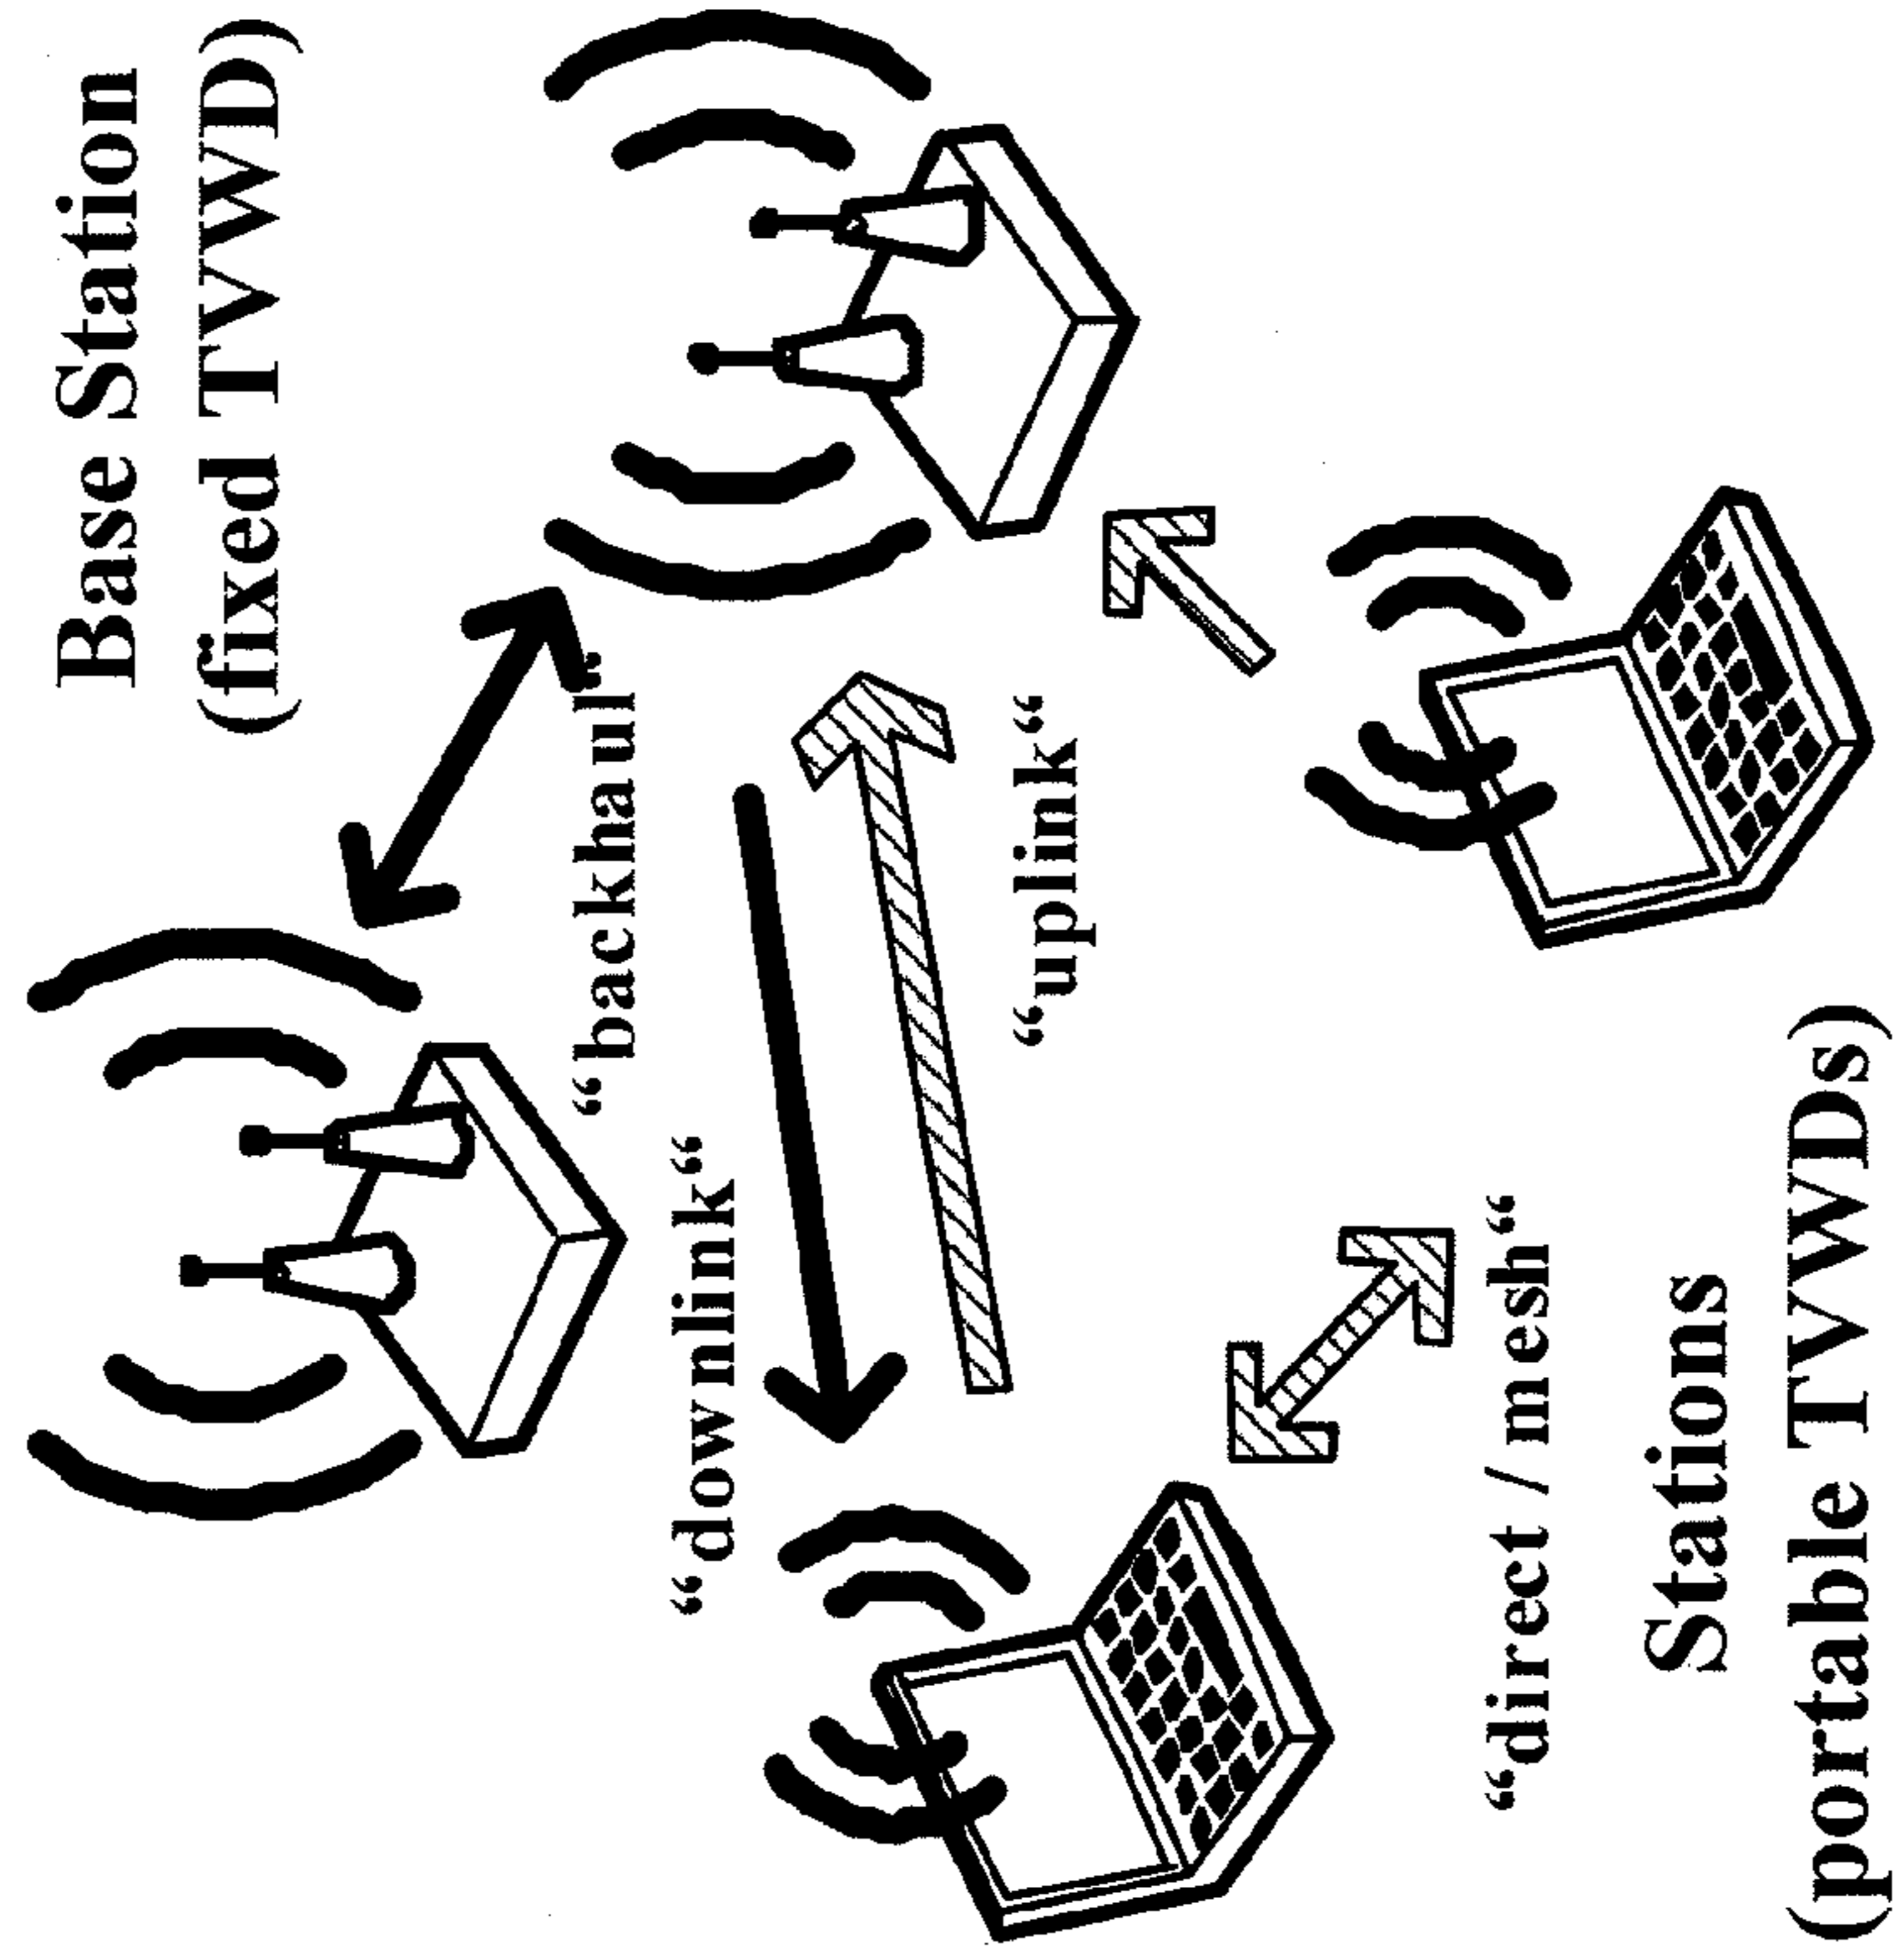 Base Station
(fixed TVWD)
“backhaul”
“downlink“
“uplink“
“direct / mesh“
Stations
(portable TVWDs)